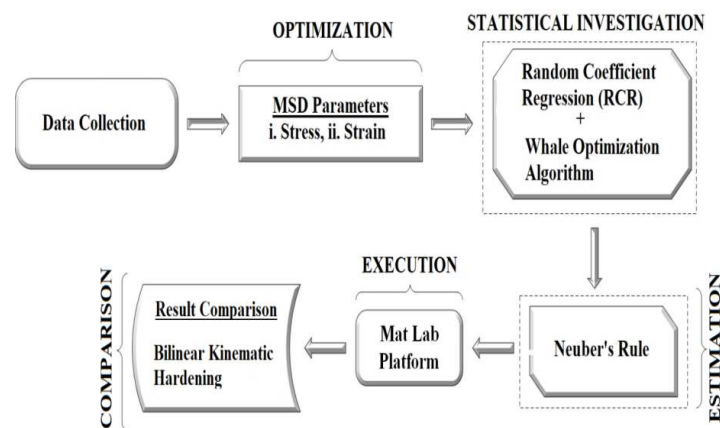 OPTIMIZATION
STATISTICAL INVESTIGATION
Data Collection
MSD Parameters
i. Stress, ii. Strain
Random Coefficient
Regression (RCR)
+
Whale Optimization
Algorithm
COMPARISON
Result Comparison
Bilinear Kinematic
Hardening
EXECUTION
Mat Lab
Platform
Neuber's Rule
ESTIMATION